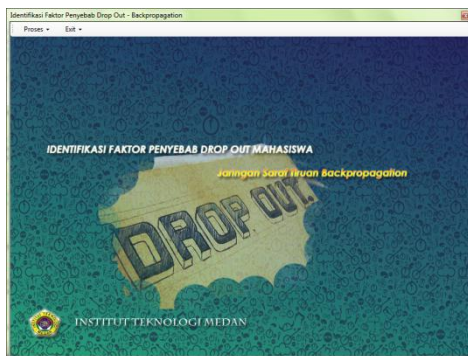 Identifikasi Faktor Penyebab Drop Out - Backpropagation
Proses Exit
IDENTIFIKASI FAKTOR PENYEBAB DROP OUT MAHASISWA
Jaringan Saraf Tiruan Backpropagation
DROP OUT.
INSTITUT TEKNOLOGI MEDAN